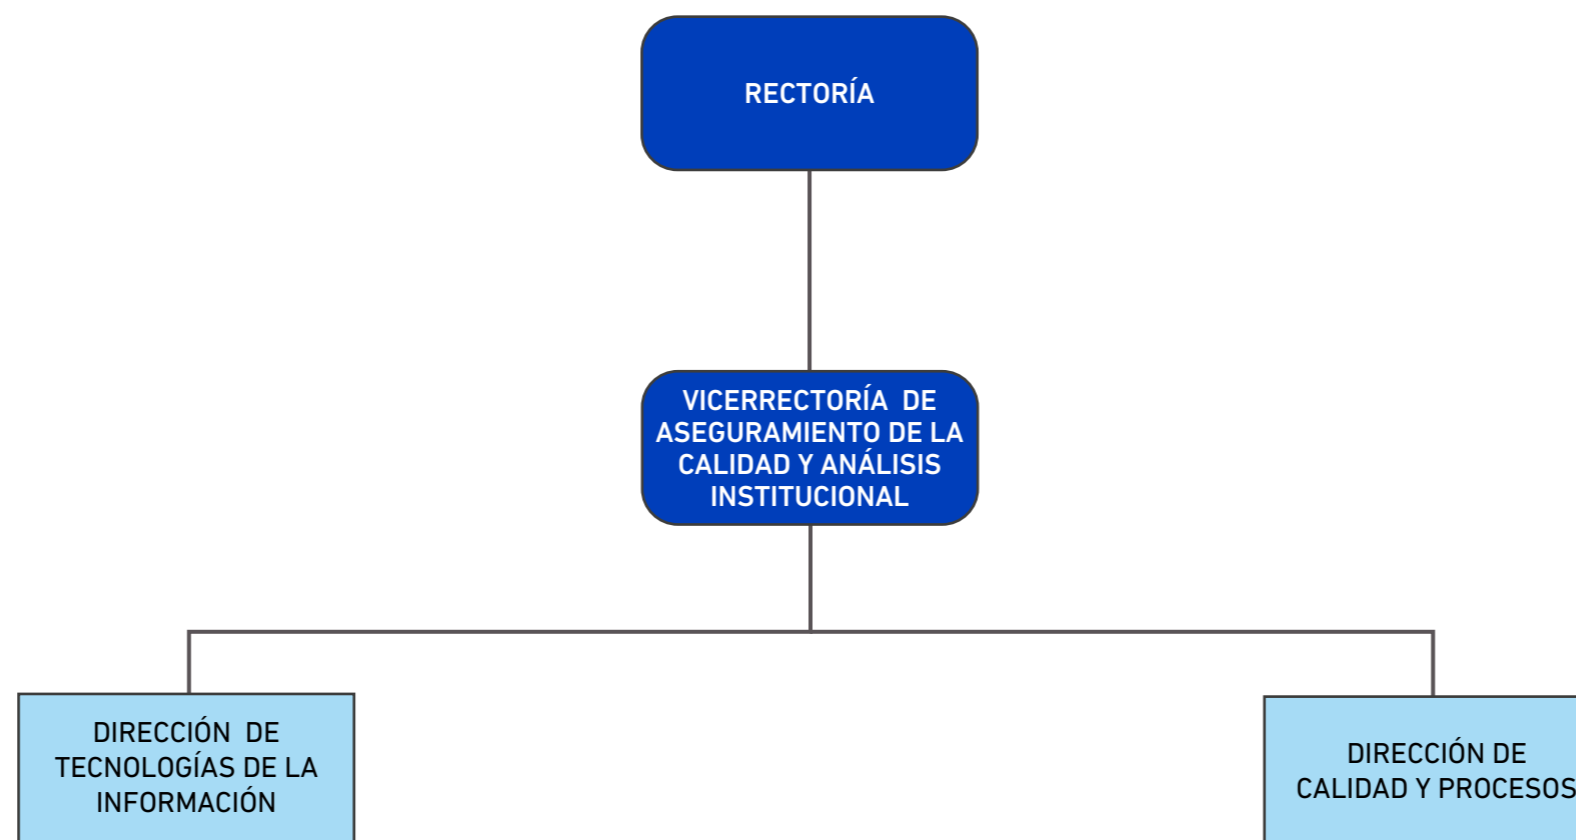 RECTORÍA
VICERRECTORÍA DE
ASEGURAMIENTO DE LA
CALIDAD Y ANÁLISIS
INSTITUCIONAL
DIRECCIÓN DE
TECNOLOGÍAS DE LA
INFORMACIÓN
DIRECCIÓN DE
CALIDAD Y PROCESOS